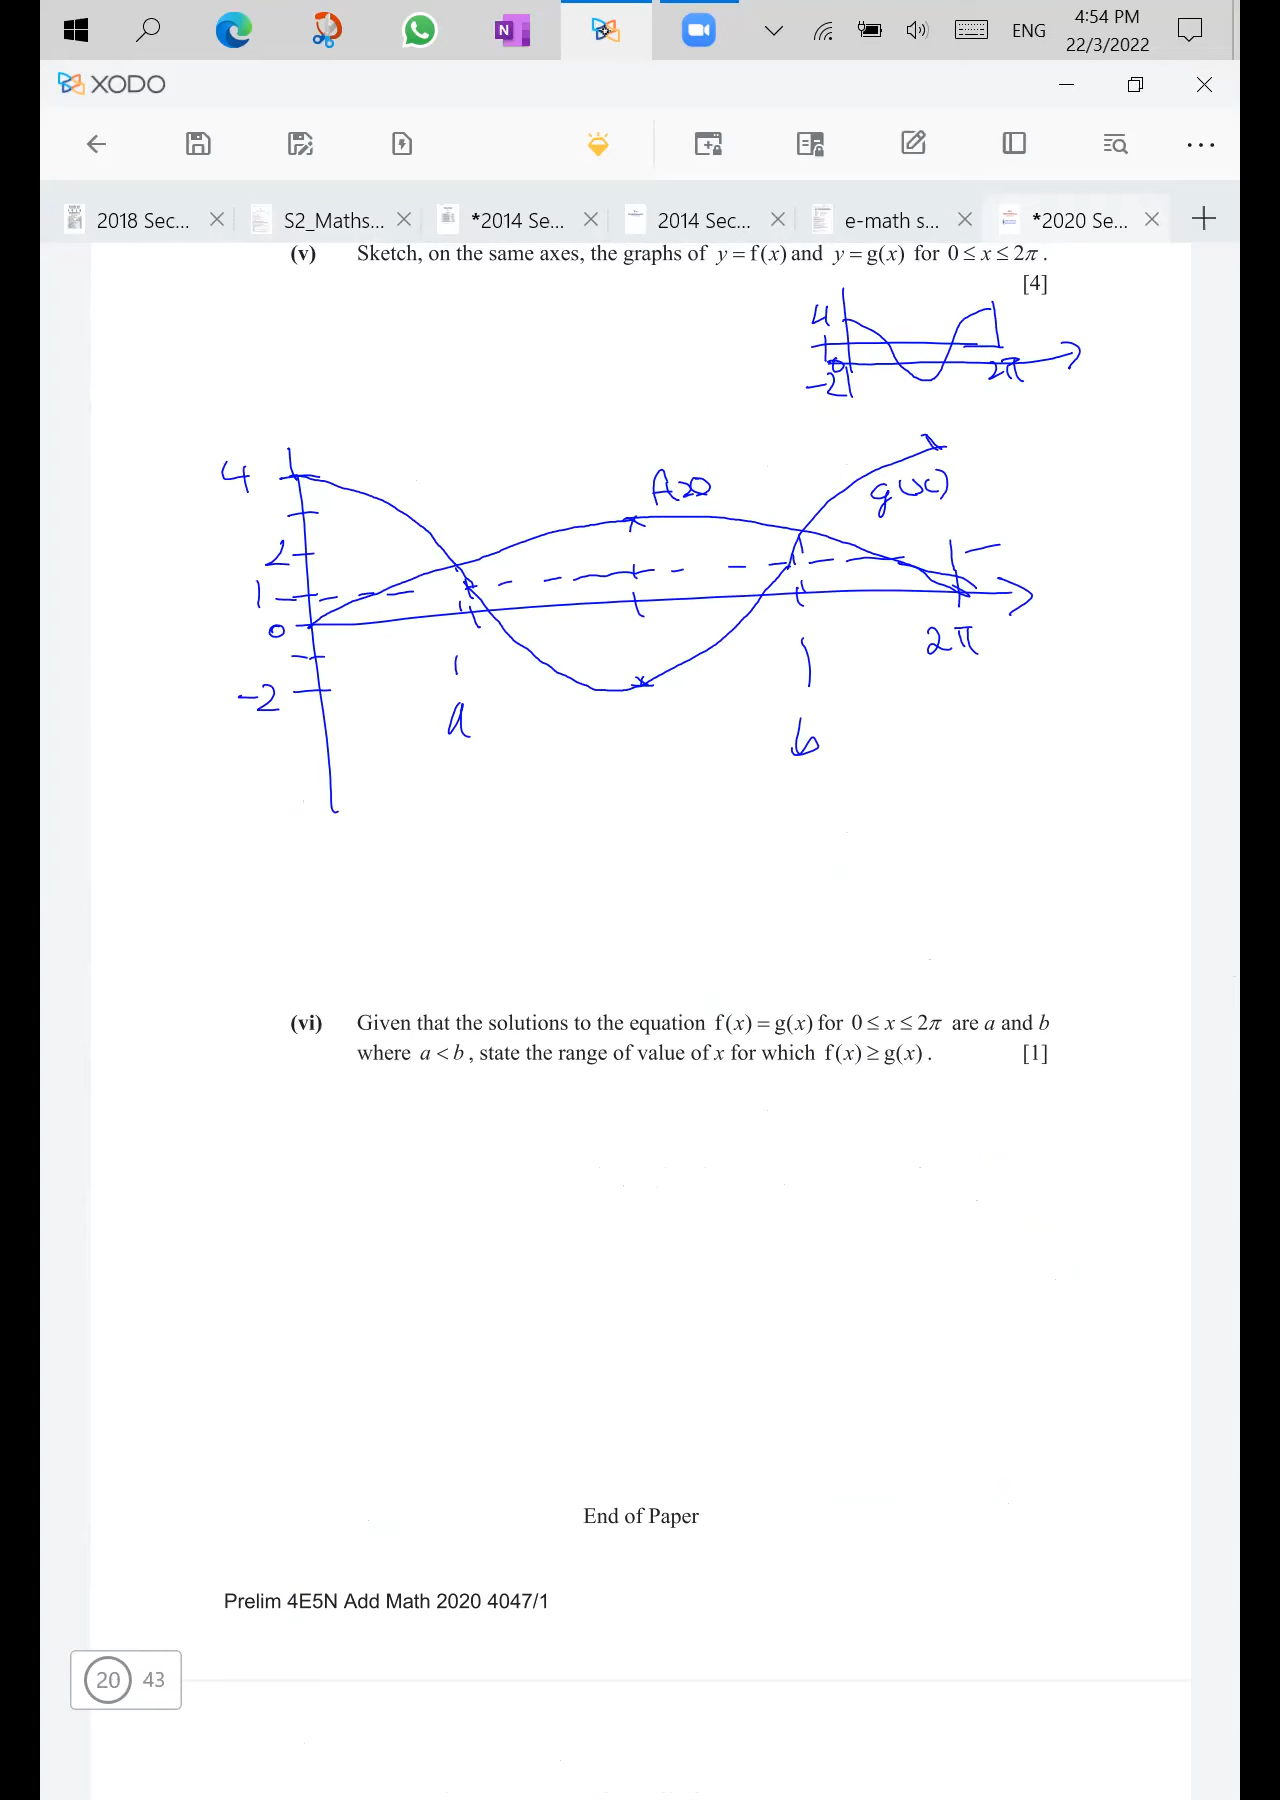 4:54 PM
ENG
22/3/2022
XODO
2018 Sec...
S2_Maths...
*2014 Se...
2014 Sec...
e-math s...
*2020 Se...
(v) Sketch, on the same axes, the graphs of y = f(x) and y = g(x) for 0 ≤ x ≤ 2π .
[4]
4
0
2π
-2
4
f(x)
g(x)
2
1
0
2π
-2
a
b
(vi) Given that the solutions to the equation f(x) = g(x) for 0 ≤ x ≤ 2π are a and b
where a < b , state the range of value of x for which f(x) ≥ g(x) . [1]
End of Paper
Prelim 4E5N Add Math 2020 4047/1
20 43